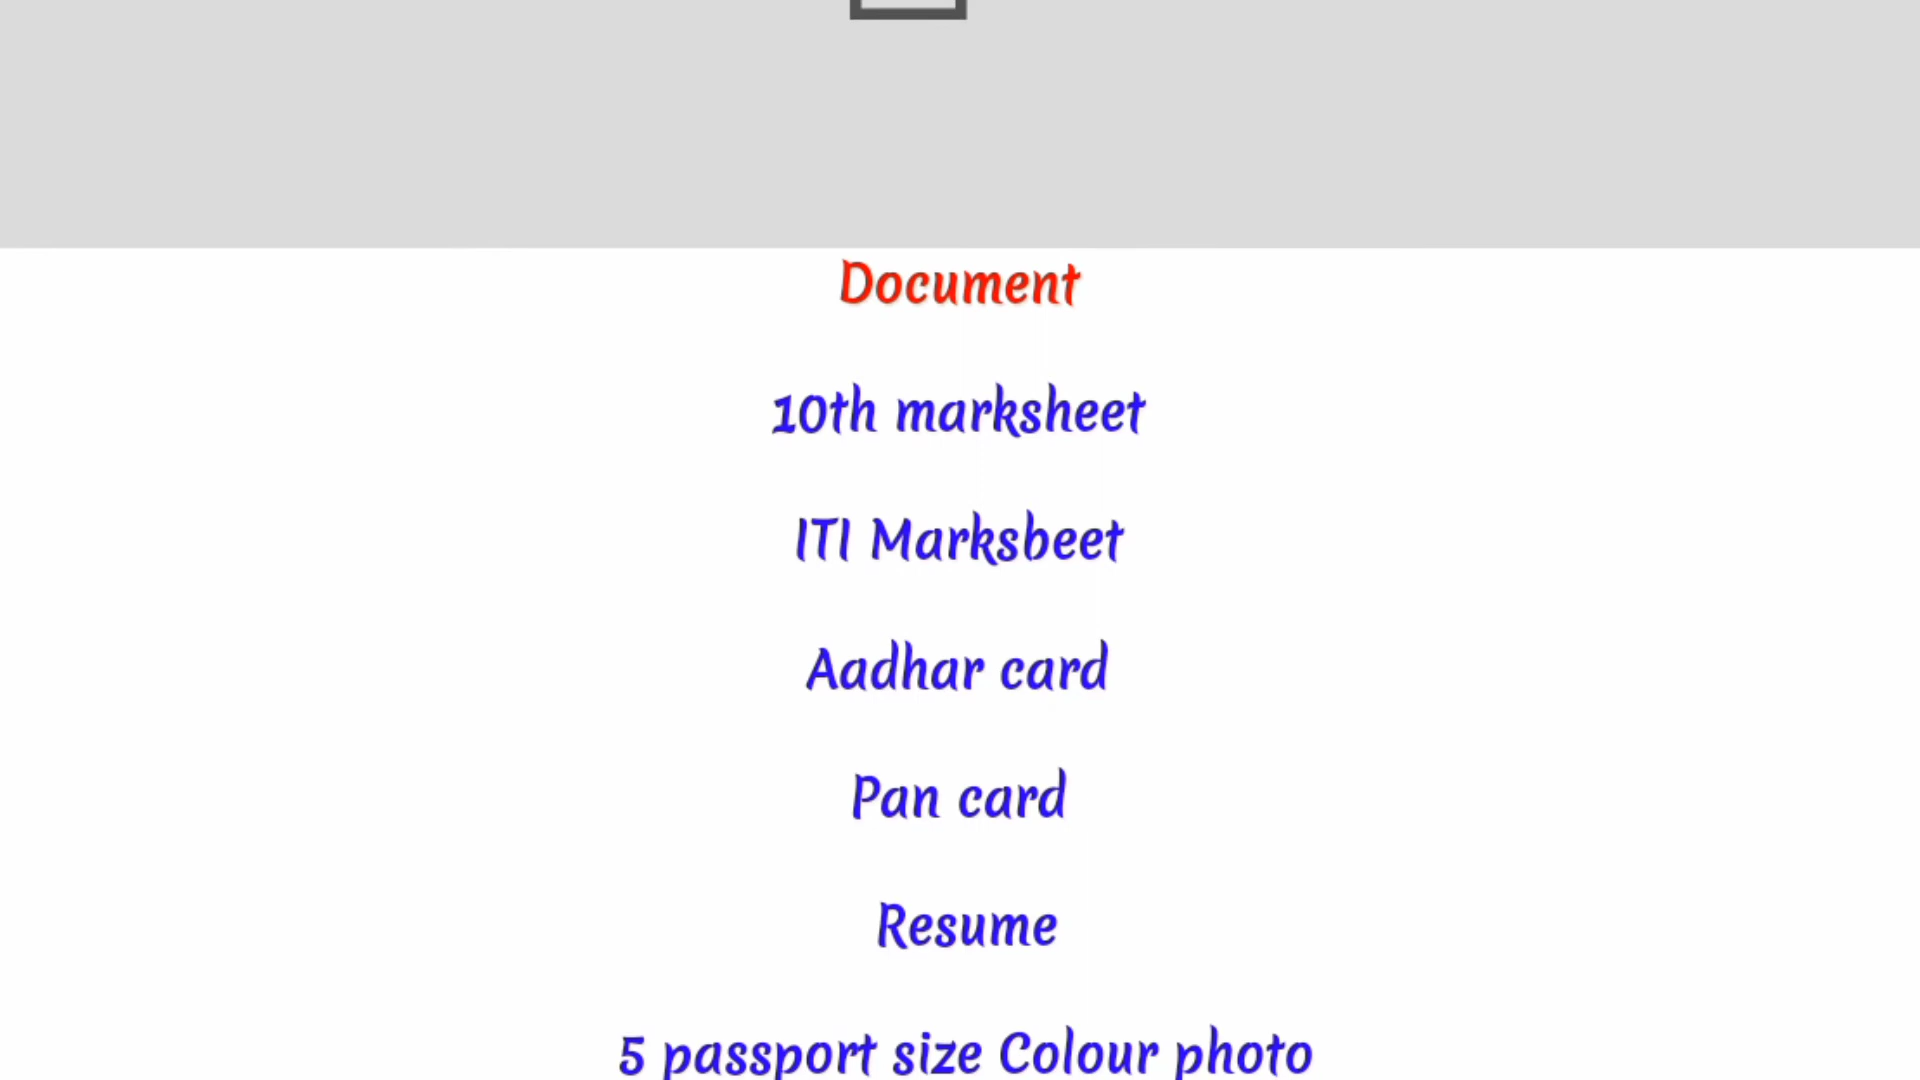 Document
10th marksheet
ITI Marksbeet
Aadhar card
Pan card
Resume
5 passport size Colour photo